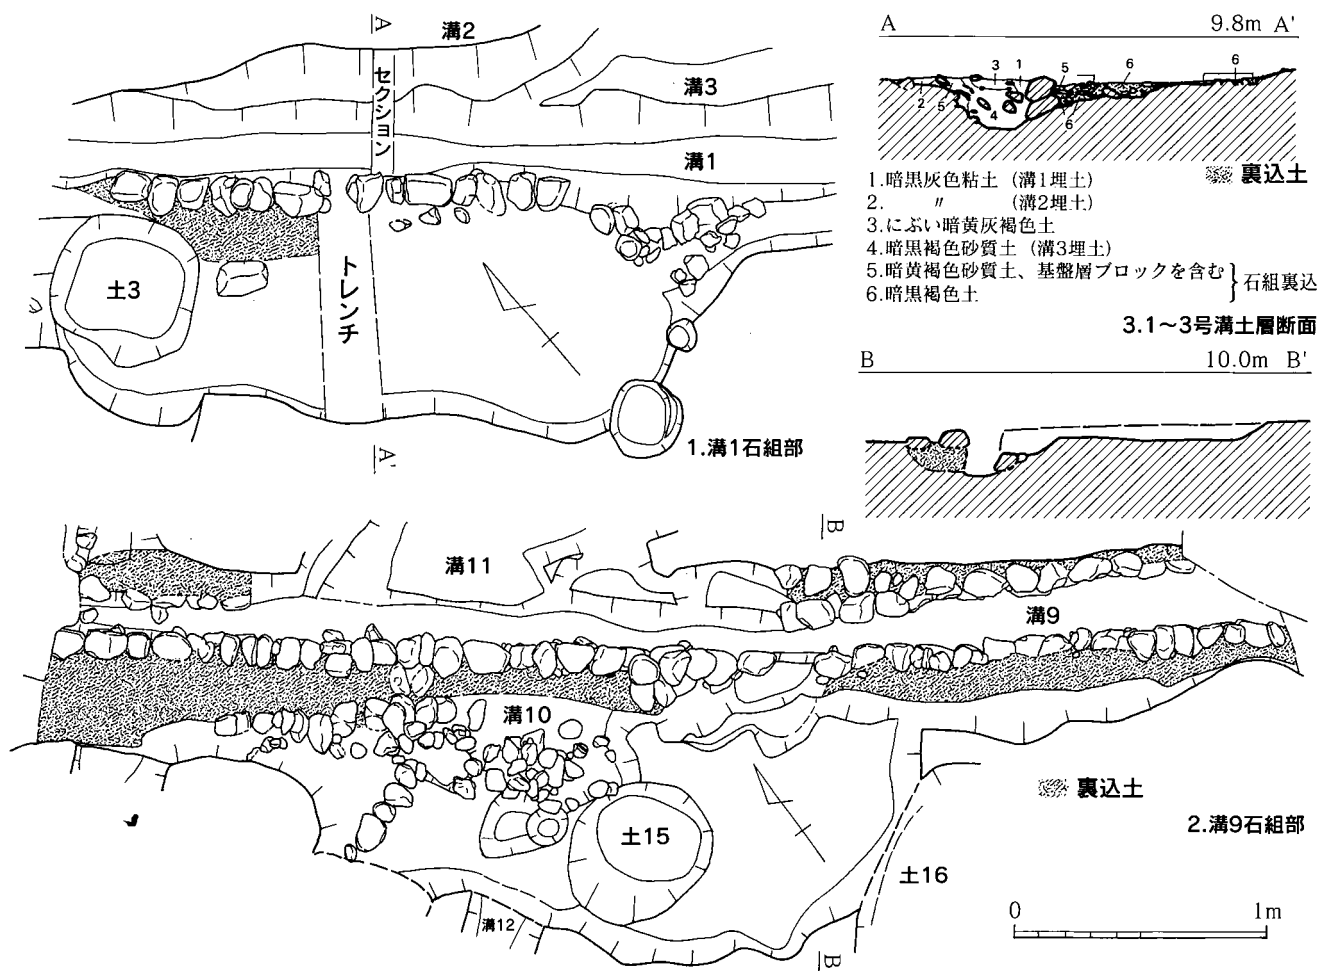 A
溝2
セクション
溝3
溝1
土3
トレンチ
A'
1.溝1石組部
A 9.8m A'
3 1 5 6 6
2 5 4 6
裏込土
1.暗黒灰色粘土（溝1埋土）
2. 〃 （溝2埋土）
3.にぶい暗黄灰褐色土
4.暗黒褐色砂質土（溝3埋土）
5.暗黄褐色砂質土、基盤層ブロックを含む
6.暗黒褐色土
石組裏込
3.1〜3号溝土層断面
B 10.0m B'
B
溝11
溝9
溝10
裏込土
2.溝9石組部
土15
土16
溝12
B'
0 1m